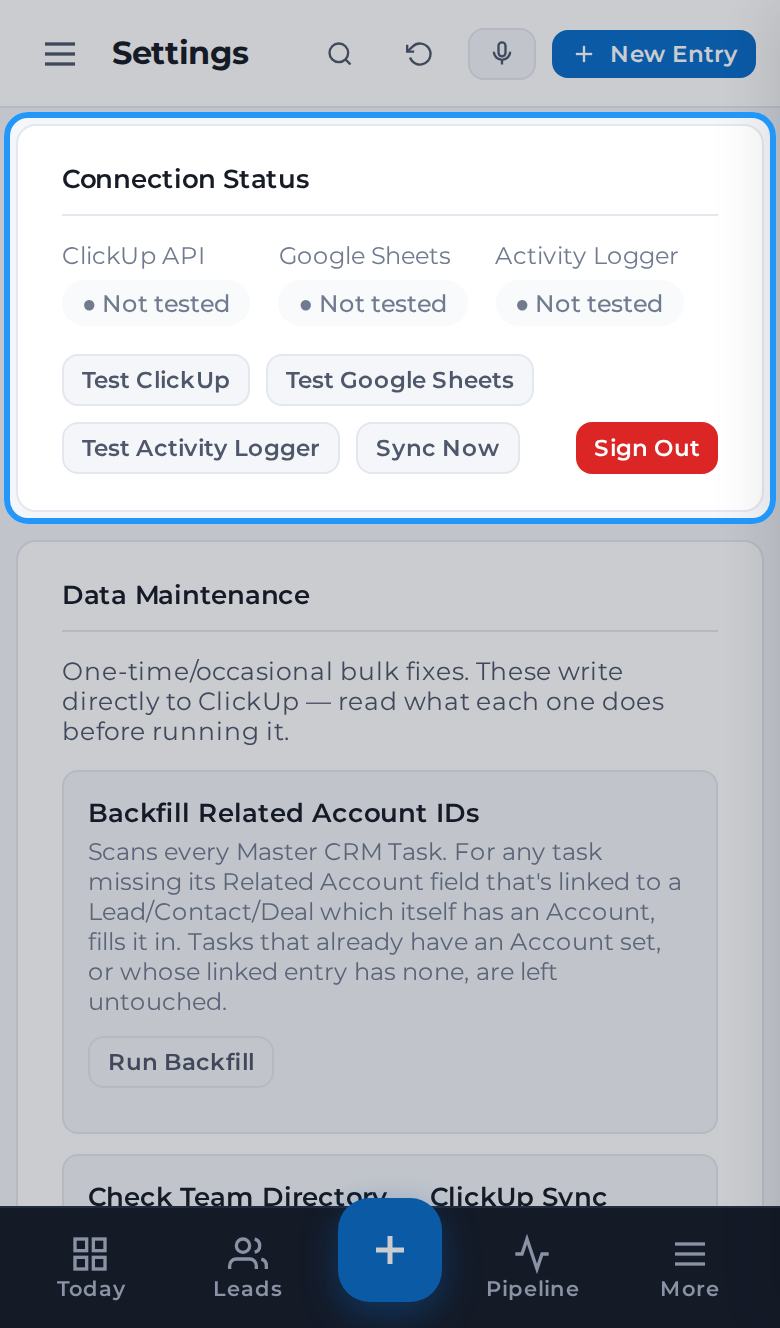 Settings
+ New Entry
Connection Status
ClickUp API
Google Sheets
Activity Logger
● Not tested
● Not tested
● Not tested
Test ClickUp
Test Google Sheets
Test Activity Logger
Sync Now
Sign Out
Data Maintenance
One-time/occasional bulk fixes. These write
directly to ClickUp — read what each one does
before running it.
Backfill Related Account IDs
Scans every Master CRM Task. For any task
missing its Related Account field that's linked to a
Lead/Contact/Deal which itself has an Account,
fills it in. Tasks that already have an Account set,
or whose linked entry has none, are left
untouched.
Run Backfill
Check Team Directory ClickUp Sync
Today
Leads
+
Pipeline
More